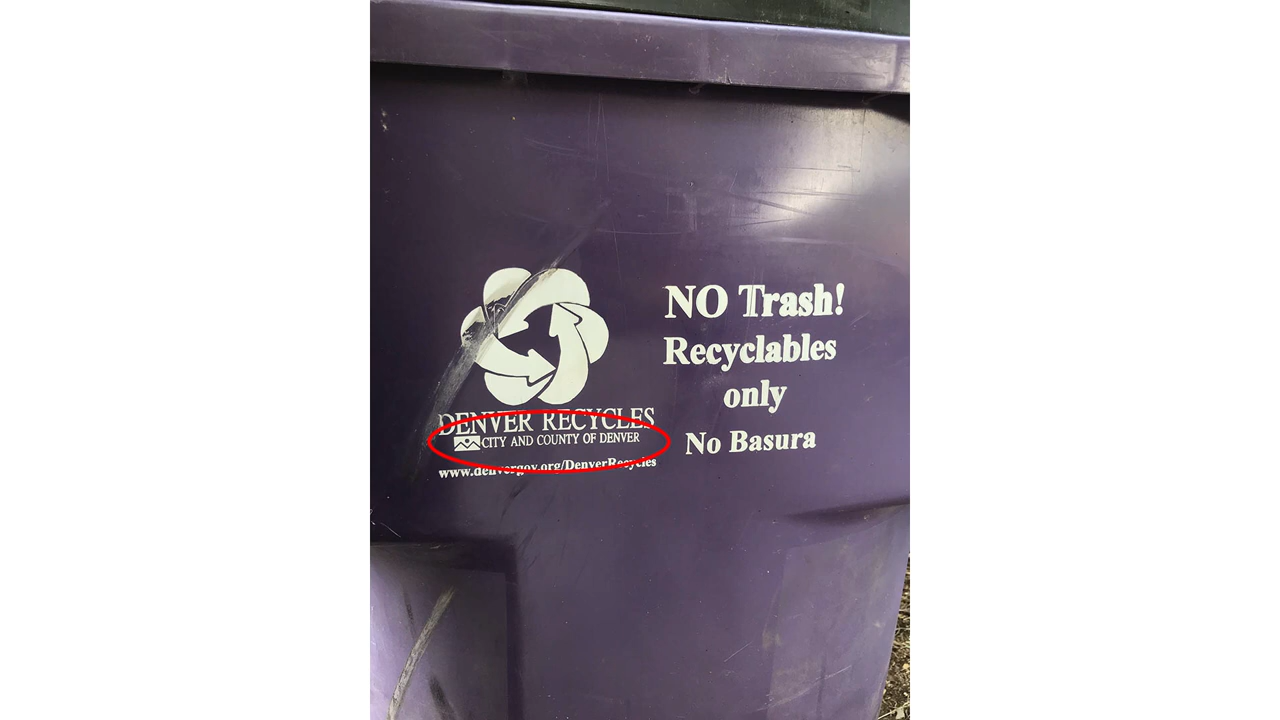 DENVER RECYCLES
CITY AND COUNTY OF DENVER
www.denvergov.org/DenverRecycles
NO Trash!
Recyclables
only
No Basura